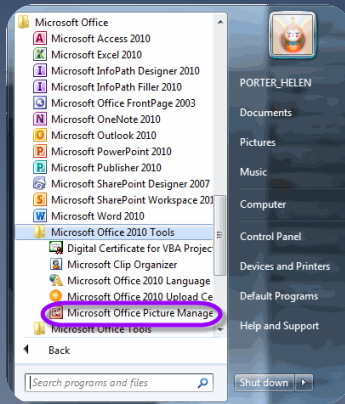 Microsoft Office
Microsoft Access 2010
Microsoft Excel 2010
Microsoft InfoPath Designer 2010
Microsoft InfoPath Filler 2010
Microsoft Office FrontPage 2003
Microsoft OneNote 2010
Microsoft Outlook 2010
Microsoft PowerPoint 2010
Microsoft Publisher 2010
Microsoft SharePoint Designer 2007
Microsoft SharePoint Workspace 201
Microsoft Word 2010
Microsoft Office 2010 Tools
Digital Certificate for VBA Projec
Microsoft Clip Organizer
Microsoft Office 2010 Language
Microsoft Office 2010 Upload Ce
Microsoft Office Picture Manage
Microsoft Office Tools
Back
Search programs and files
PORTER_HELEN
Documents
Pictures
Music
Computer
Control Panel
Devices and Printers
Default Programs
Help and Support
Shut down